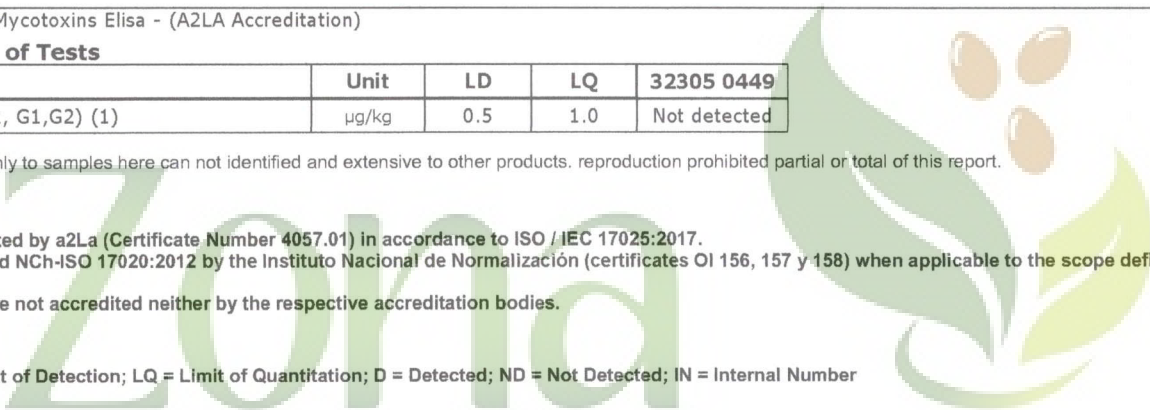 Mycotoxins Elisa - (A2LA Accreditation)
of Tests
Unit LD LQ 32305 0449
, G1,G2) (1) µg/kg 0.5 1.0 Not detected
to samples here can not identified and extensive to other products. reproduction prohibited partial or total of this report.
by a2La (Certificate Number 4057.01) in accordance to ISO / IEC 17025:2017.
NCh-ISO 17020:2012 by the Instituto Nacional de Normalización (certificates OI 156, 157 y 158) when applicable to the scope
not accredited neither by the respective accreditation bodies.
of Detection; LQ = Limit of Quantitation; D = Detected; ND = Not Detected; IN = Internal Number
Zona